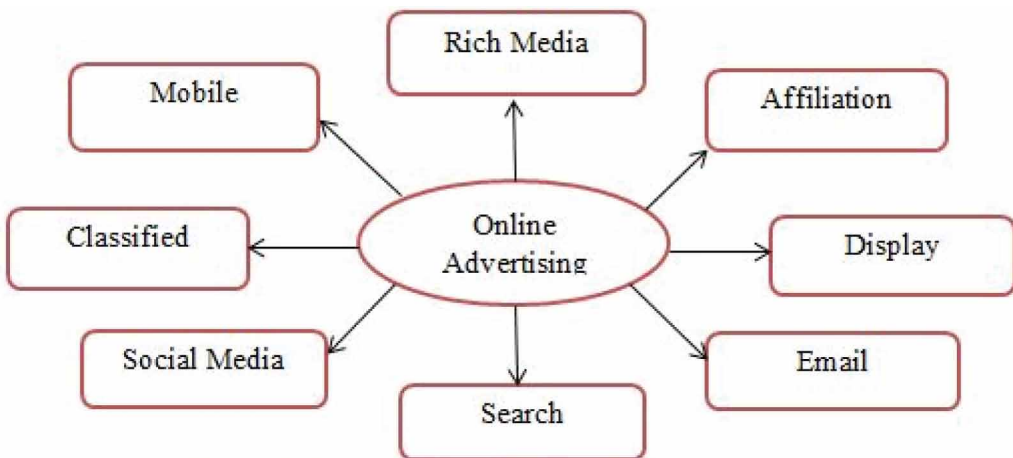 Rich Media
Mobile
Affiliation
Classified
Online
Advertising
Display
Social Media
Email
Search